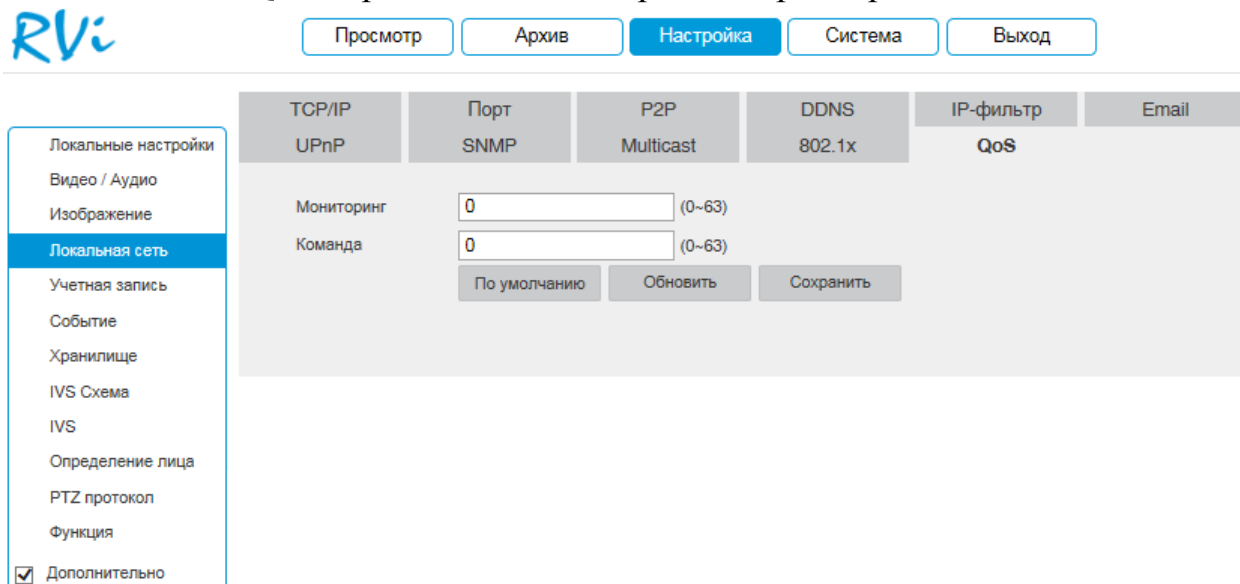 RVi
Просмотр Архив Настройка Система Выход
TCP/IP Порт P2P DDNS IP-фильтр Email
UPnP SNMP Multicast 802.1x QoS
Локальные настройки
Видео / Аудио
Изображение
Локальная сеть
Учетная запись
Событие
Хранилище
IVS Схема
IVS
Определение лица
PTZ протокол
Функция
Дополнительно
Мониторинг 0 (0~63)
Команда 0 (0~63)
По умолчанию Обновить Сохранить